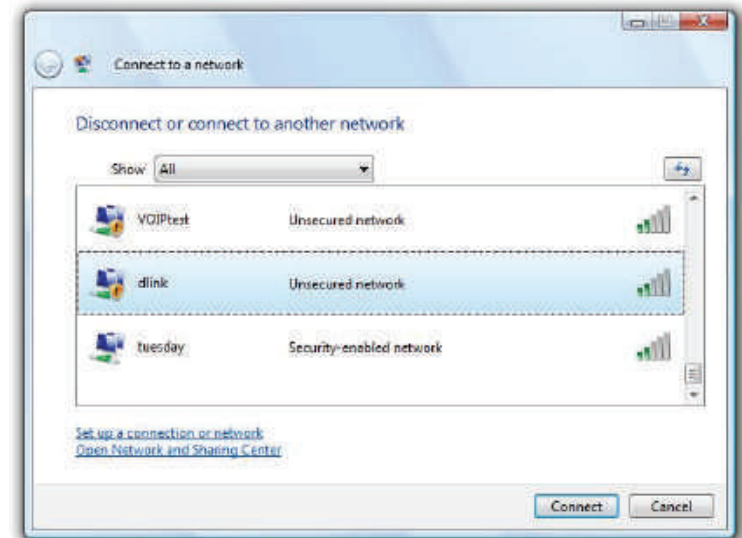 Connect to a network
Disconnect or connect to another network
Show All
VOIPtest Unsecured network
dlink Unsecured network
tuesday Security-enabled network
Set up a connection or network
Open Network and Sharing Center
Connect Cancel